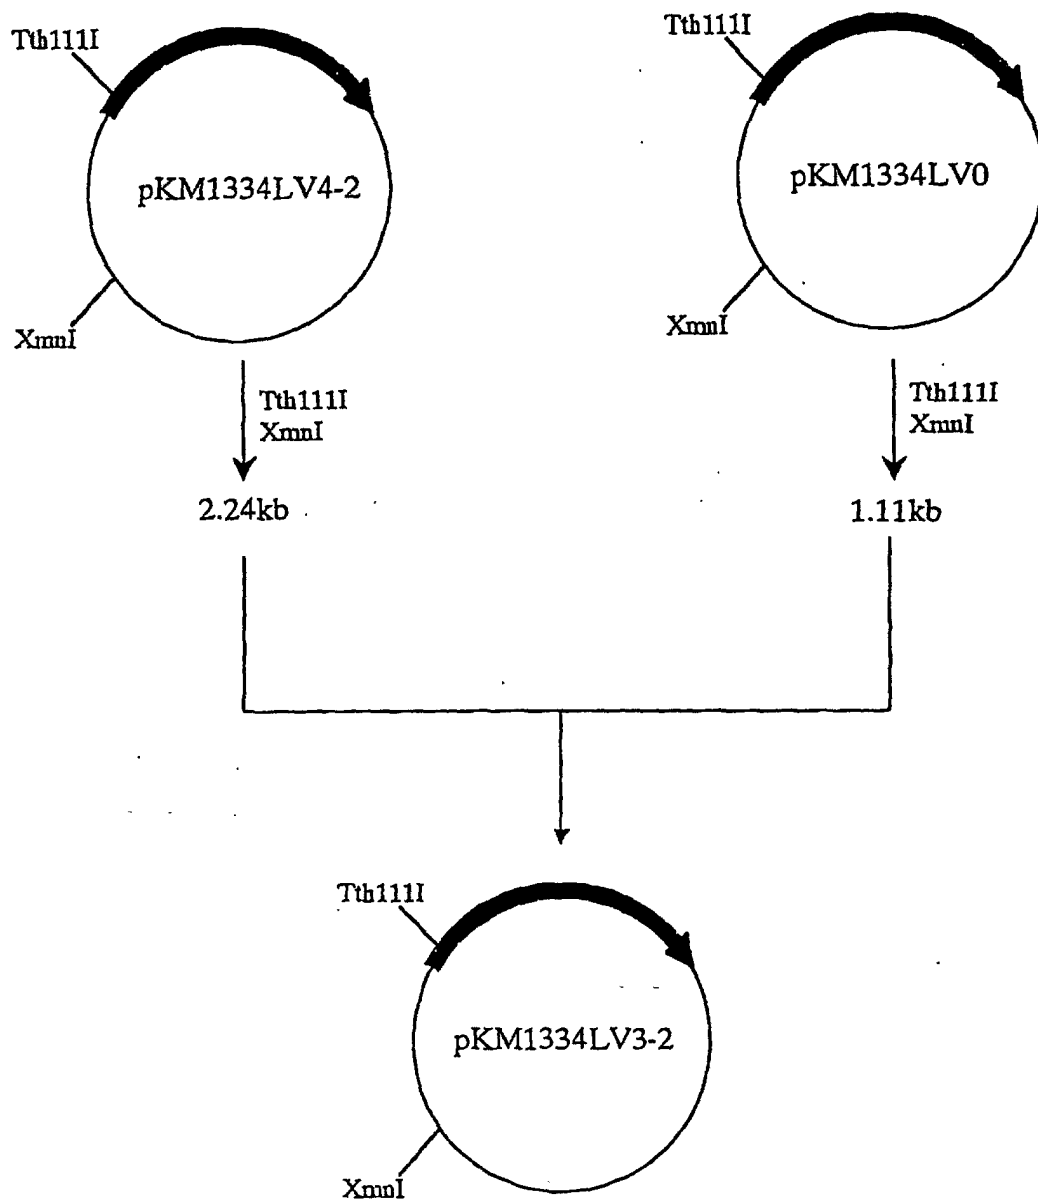 Tth111I
pKM1334LV4-2
XmnI
Tth111I
XmnI
2.24kb
Tth111I
pKM1334LV0
XmnI
Tth111I
XmnI
1.11kb
Tth111I
pKM1334LV3-2
XmnI